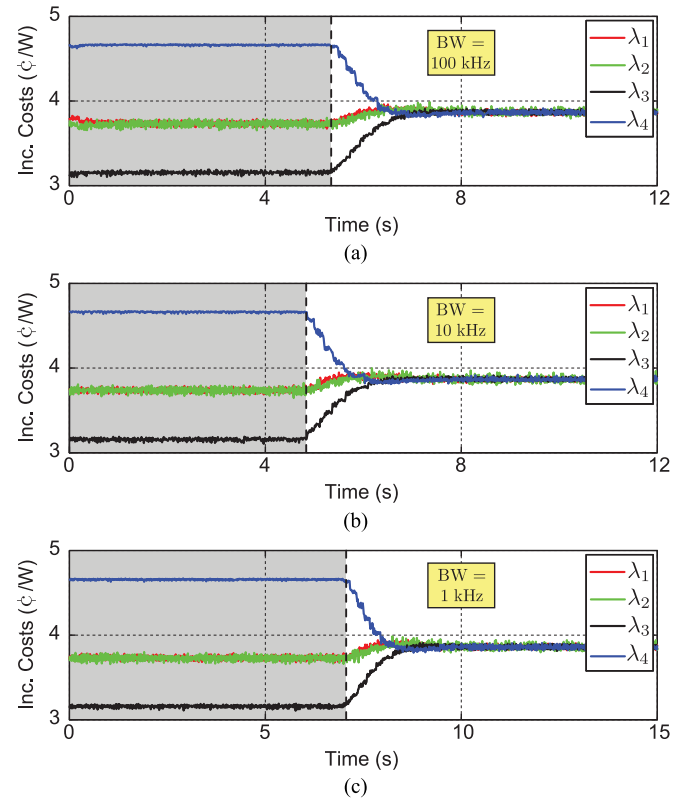 (a)
5
4
3
Inc. Costs (¢/W)
BW =
100 kHz
λ1
λ2
λ3
λ4
0
4
8
12
Time (s)
(a)
5
4
3
Inc. Costs (¢/W)
BW =
10 kHz
λ1
λ2
λ3
λ4
0
4
8
12
Time (s)
(b)
5
4
3
Inc. Costs (¢/W)
BW =
1 kHz
λ1
λ2
λ3
λ4
0
5
10
15
Time (s)
(c)